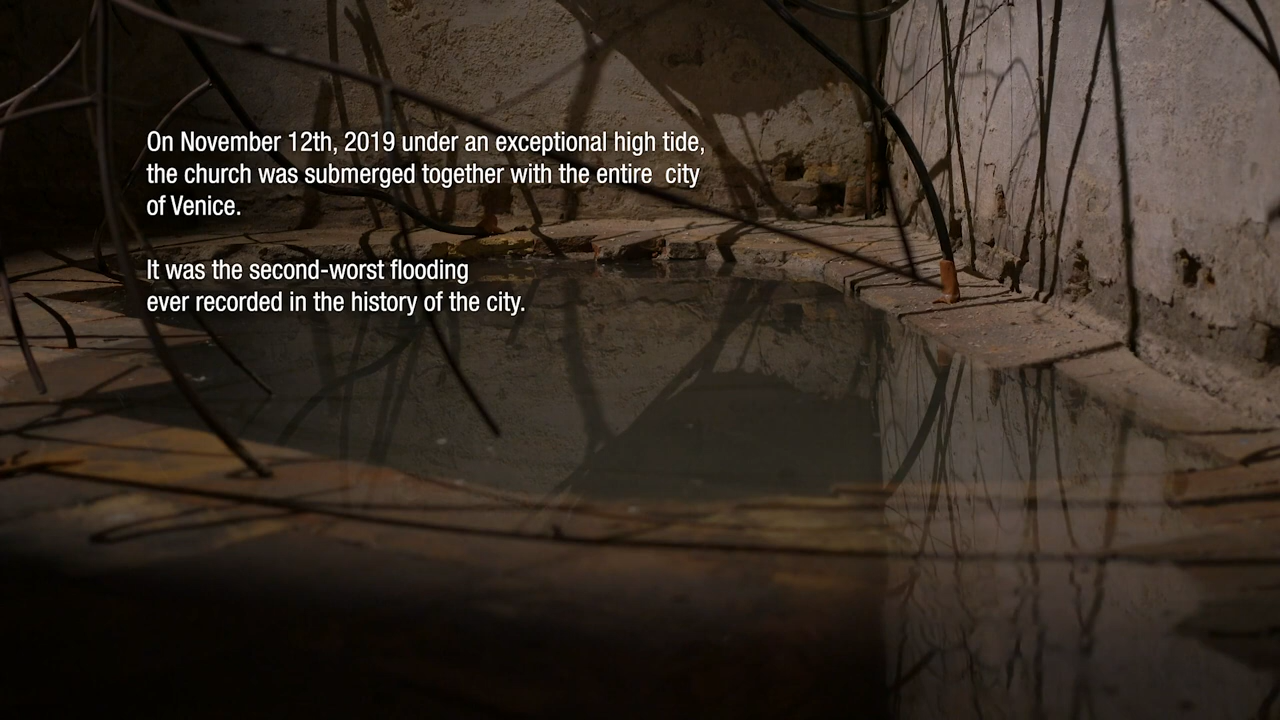 On November 12th, 2019 under an exceptional high tide,
the church was submerged together with the entire  city
of Venice.
It was the second-worst flooding
ever recorded in the history of the city.